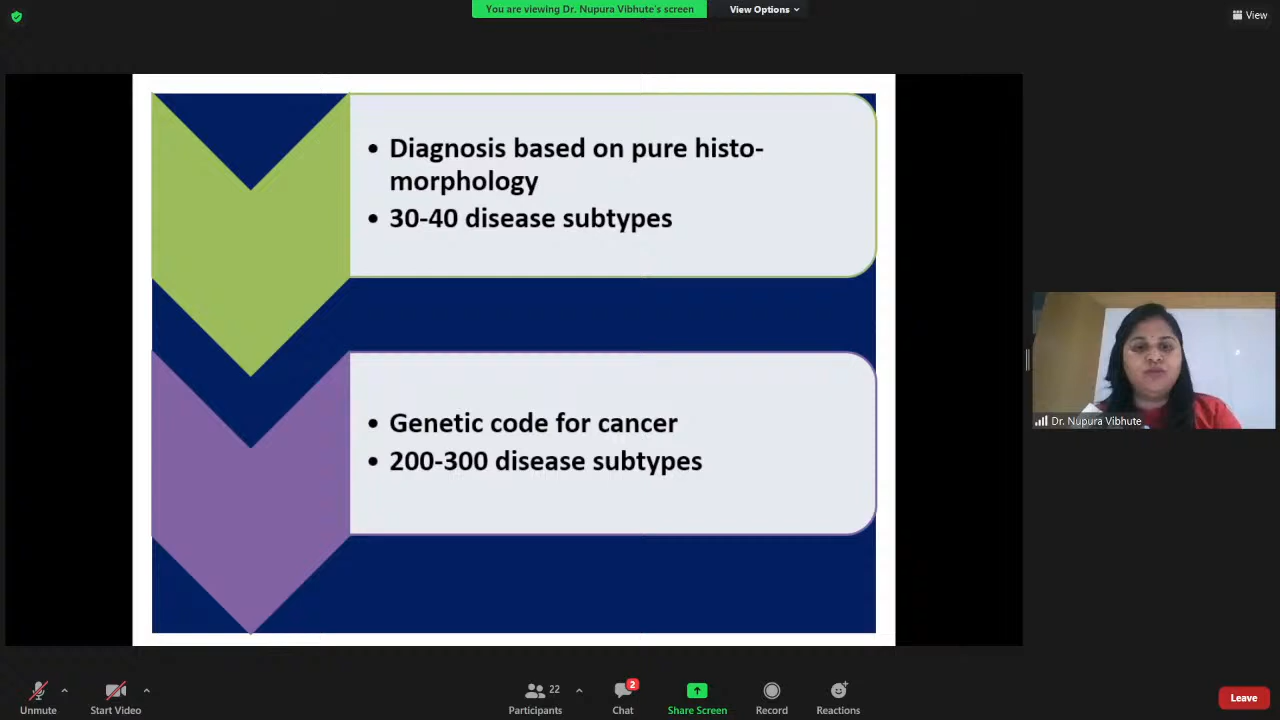 You are viewing Dr. Nupura Vibhute's screen
View Options
View
• Diagnosis based on pure histo-
morphology
• 30-40 disease subtypes
• Genetic code for cancer
• 200-300 disease subtypes
Dr. Nupura Vibhute
Unmute
Start Video
22
Participants
2
Chat
Share Screen
Record
Reactions
Leave